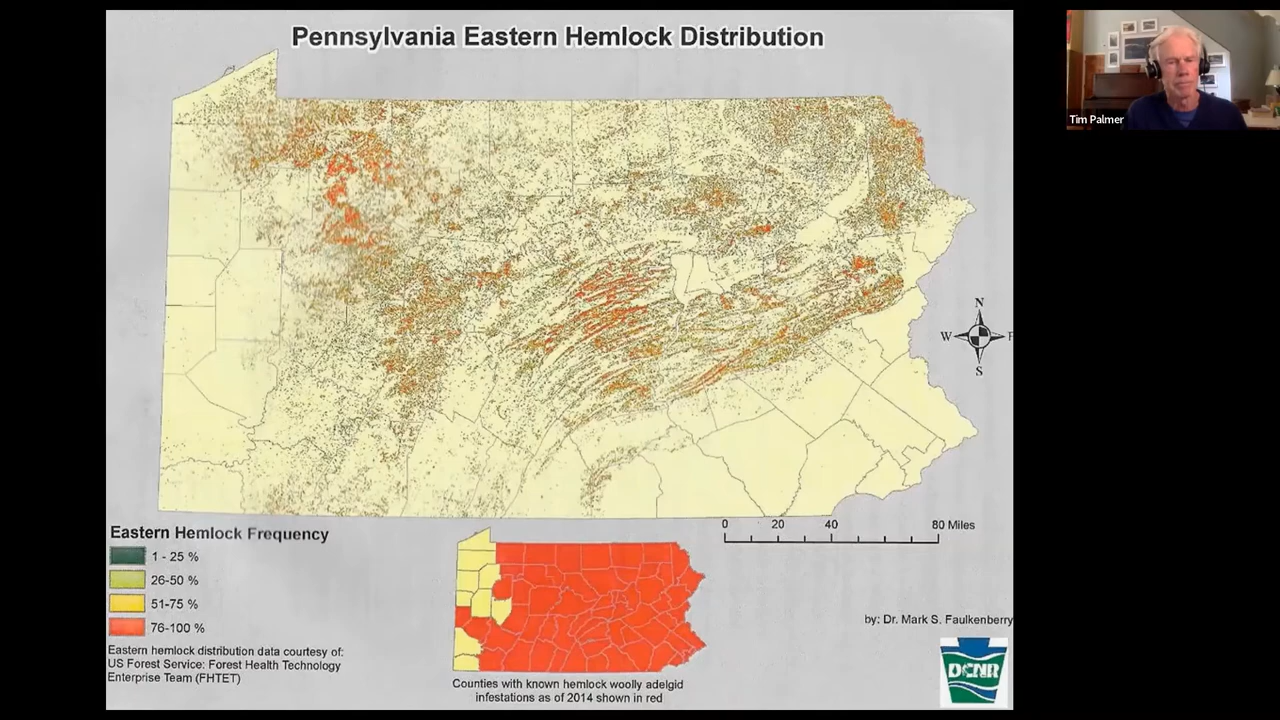 Pennsylvania Eastern Hemlock Distribution
Tim Palmer
N
W
S
Eastern Hemlock Frequency
1 - 25 %
26-50 %
51-75 %
76-100 %
Eastern hemlock distribution data courtesy of:
US Forest Service: Forest Health Technology
Enterprise Team (FHTET)
0 20 40 80 Miles
Counties with known hemlock woolly adelgid
infestations as of 2014 shown in red
by: Dr. Mark S. Faulkenberry
DCNR